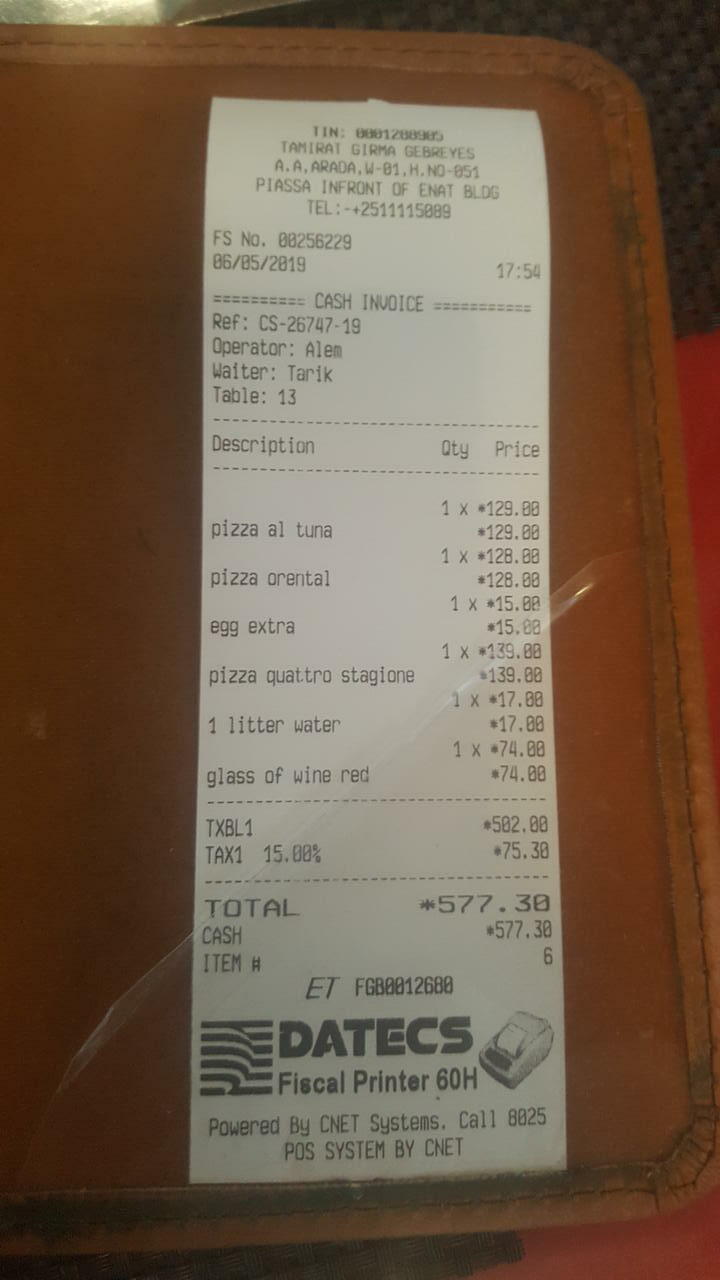 TIN: 0001280905
TAMIRAT GIRMA GEBREYES
A.A,ARADA,W-01,H.NO-051
PIASSA INFRONT OF ENAT BLDG
TEL:-+2511115089
FS No. 00256229
06/05/2019 17:54
========== CASH INVOICE ===========
Ref: CS-26747-19
Operator: Alem
Waiter: Tarik
Table: 13
Description Qty Price
1 x *129.00
pizza al tuna *129.00
1 x *128.00
pizza orental *128.00
1 x *15.00
egg extra *15.00
1 x *139.00
pizza quattro stagione *139.00
1 x *17.00
1 litter water *17.00
1 x *74.00
glass of wine red *74.00
TXBL1 *502.00
TAX1 15.00% *75.30
TOTAL *577.30
CASH *577.30
ITEM # 6
ET FGB0012680
DATECS
Fiscal Printer 60H
Powered By CNET Systems. Call 8025
POS SYSTEM BY CNET